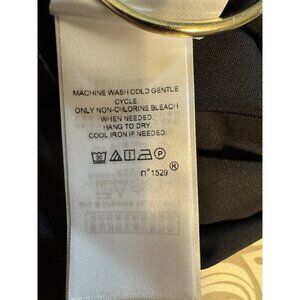 MACHINE WASH COLD GENTLE
CYCLE.
ONLY NON-CHLORINE BLEACH
WHEN NEEDED.
HANG TO DRY.
COOL IRON IF NEEDED.
P
n°1529 ®